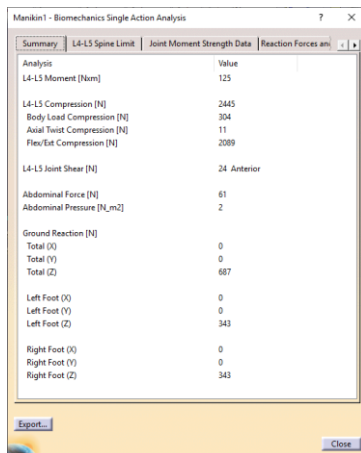 Manikin1 - Biomechanics Single Action Analysis ? ×
Summary L4-L5 Spine Limit Joint Moment Strength Data Reaction Forces an
Analysis Value
L4-L5 Moment [Nxm] 125
L4-L5 Compression [N] 2445
Body Load Compression [N] 304
Axial Twist Compression [N] 11
Flex/Ext Compression [N] 2089
L4-L5 Joint Shear [N] 24 Anterior
Abdominal Force [N] 61
Abdominal Pressure [N_m2] 2
Ground Reaction [N]
Total (X) 0
Total (Y) 0
Total (Z) 687
Left Foot (X) 0
Left Foot (Y) 0
Left Foot (Z) 343
Right Foot (X) 0
Right Foot (Y) 0
Right Foot (Z) 343
Export...
Close